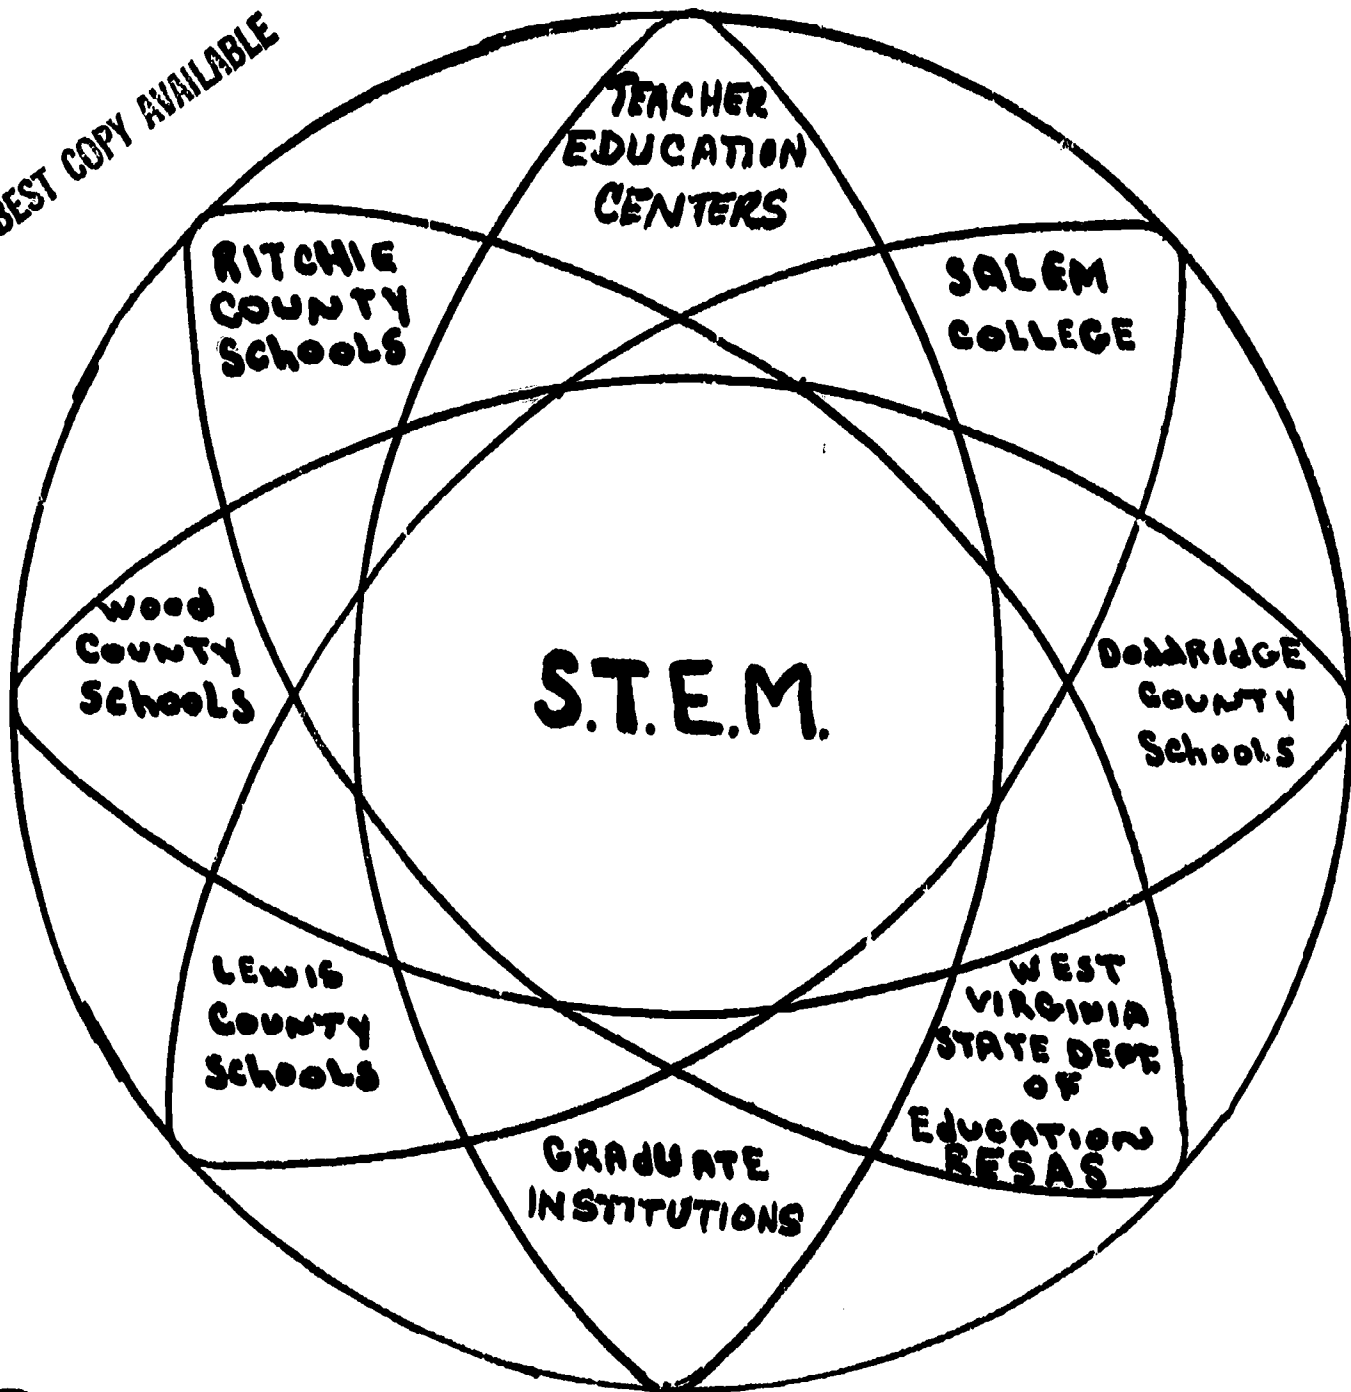 BEST COPY AVAILABLE
TEACHER
EDUCATION
CENTERS
RITCHIE
COUNTY
SchOOLS
SALEM
COLLEGE
Wood
COUNTY
SchooLS
S.T.E.M.
DoddRIdGE
COUNTY
SchooLS
LEWIS
COUNTY
SchooLS
WEST
VIRGINIA
STATE DEPT.
OF
EdUCATION
RESAS
GRAdUATE
INSTITUTIONS